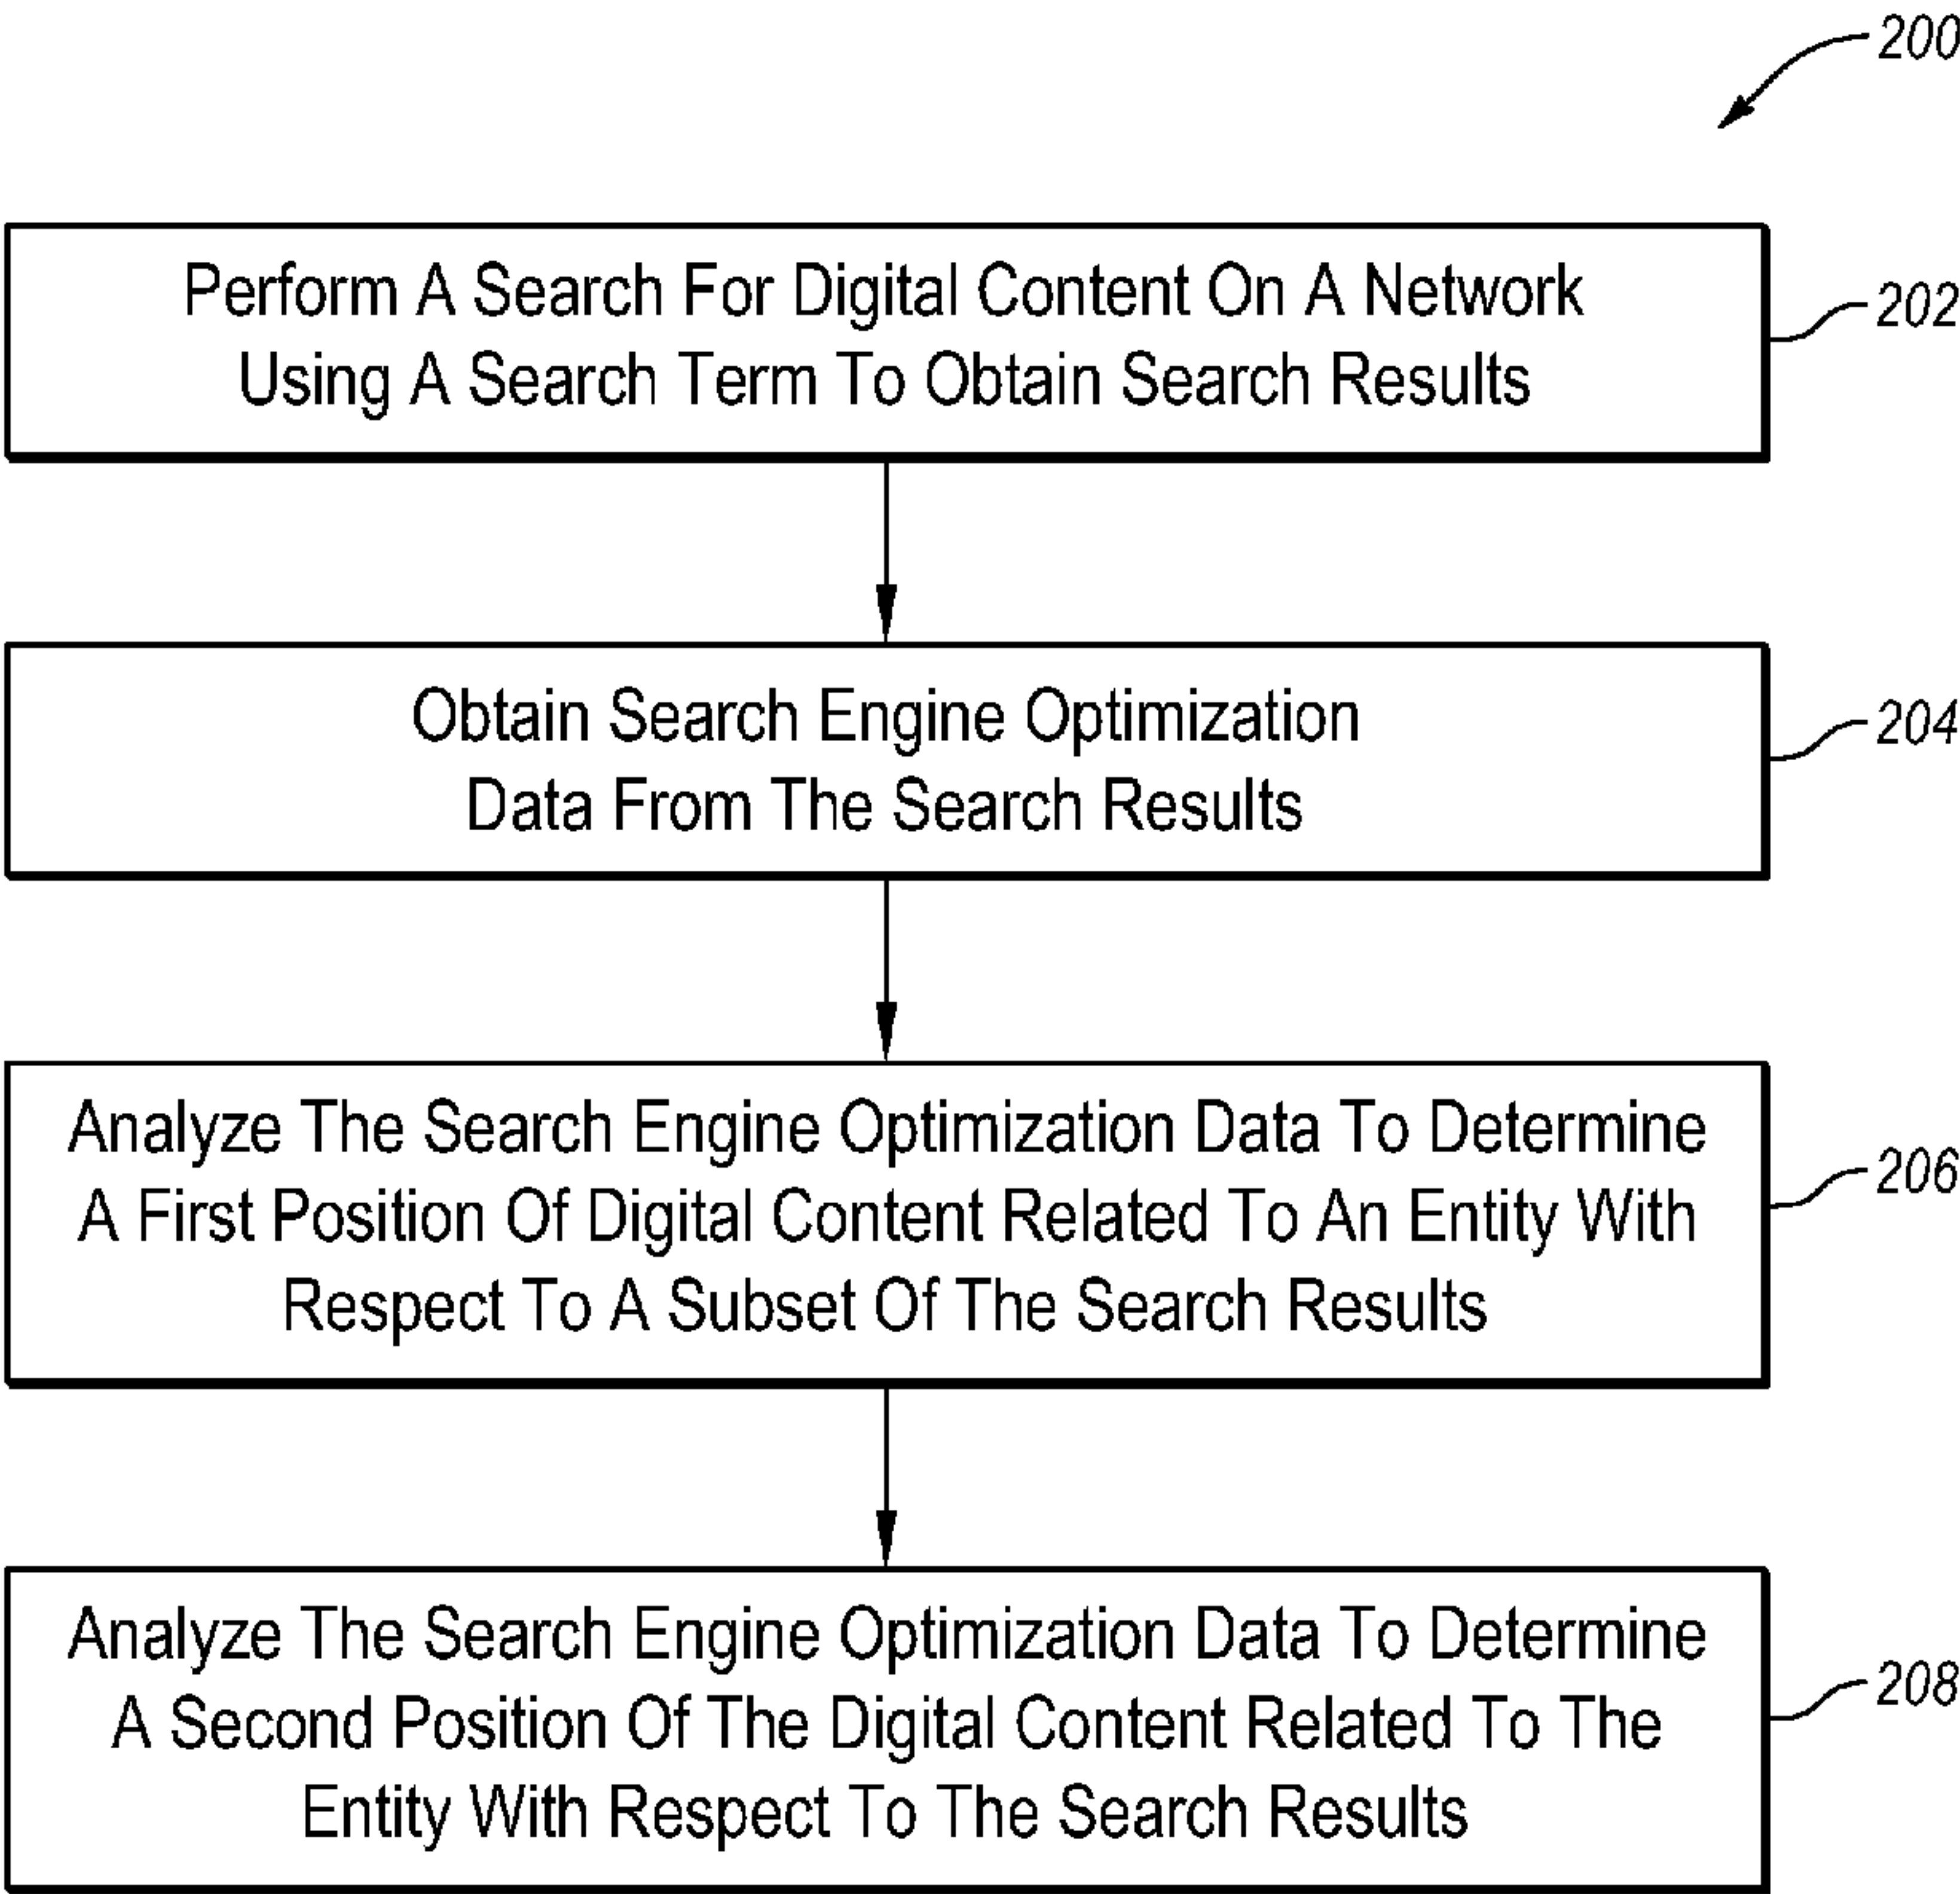 200
Perform A Search For Digital Content On A Network
Using A Search Term To Obtain Search Results
202
Obtain Search Engine Optimization
Data From The Search Results
204
Analyze The Search Engine Optimization Data To Determine
A First Position Of Digital Content Related To An Entity With
Respect To A Subset Of The Search Results
206
Analyze The Search Engine Optimization Data To Determine
A Second Position Of The Digital Content Related To The
Entity With Respect To The Search Results
208